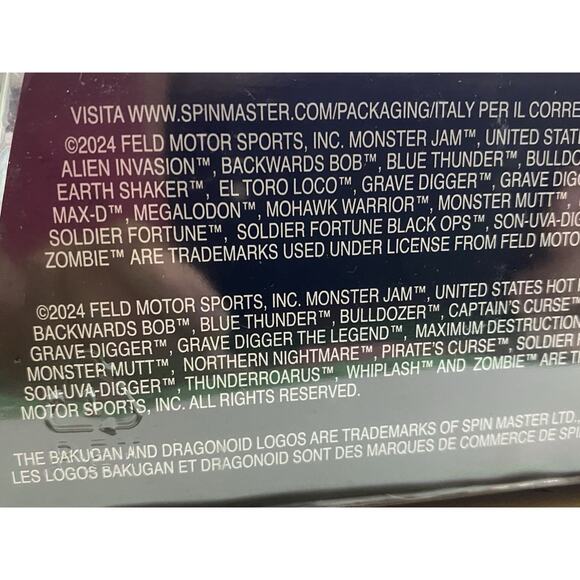 VISITA WWW.SPINMASTER.COM/PACKAGING/ITALY PER IL CORRE
©2024 FELD MOTOR SPORTS, INC. MONSTER JAM™, UNITED STAT
ALIEN INVASION™, BACKWARDS BOB™, BLUE THUNDER™, BULLDO
EARTH SHAKER™, EL TORO LOCO™, GRAVE DIGGER™, GRAVE DIG
MAX-D™, MEGALODON™, MOHAWK WARRIOR™, MONSTER MUTT™,
SOLDIER FORTUNE™, SOLDIER FORTUNE BLACK OPS™, SON-UVA-DIG
ZOMBIE™ ARE TRADEMARKS USED UNDER LICENSE FROM FELD MOTO
©2024 FELD MOTOR SPORTS, INC. MONSTER JAM™, UNITED STATES HOT
BACKWARDS BOB™, BLUE THUNDER™, BULLDOZER™, CAPTAIN'S CURSE™
GRAVE DIGGER™, GRAVE DIGGER THE LEGEND™, MAXIMUM DESTRUCTION
MONSTER MUTT™, NORTHERN NIGHTMARE™, PIRATE'S CURSE™, SOLDIER
SON-UVA-DIGGER™, THUNDERROARUS™, WHIPLASH™ AND ZOMBIE™ ARE
MOTOR SPORTS, INC. ALL RIGHTS RESERVED.
THE BAKUGAN AND DRAGONOID LOGOS ARE TRADEMARKS OF SPIN MASTER LTD.,
LES LOGOS BAKUGAN ET DRAGONOID SONT DES MARQUES DE COMMERCE DE SPI